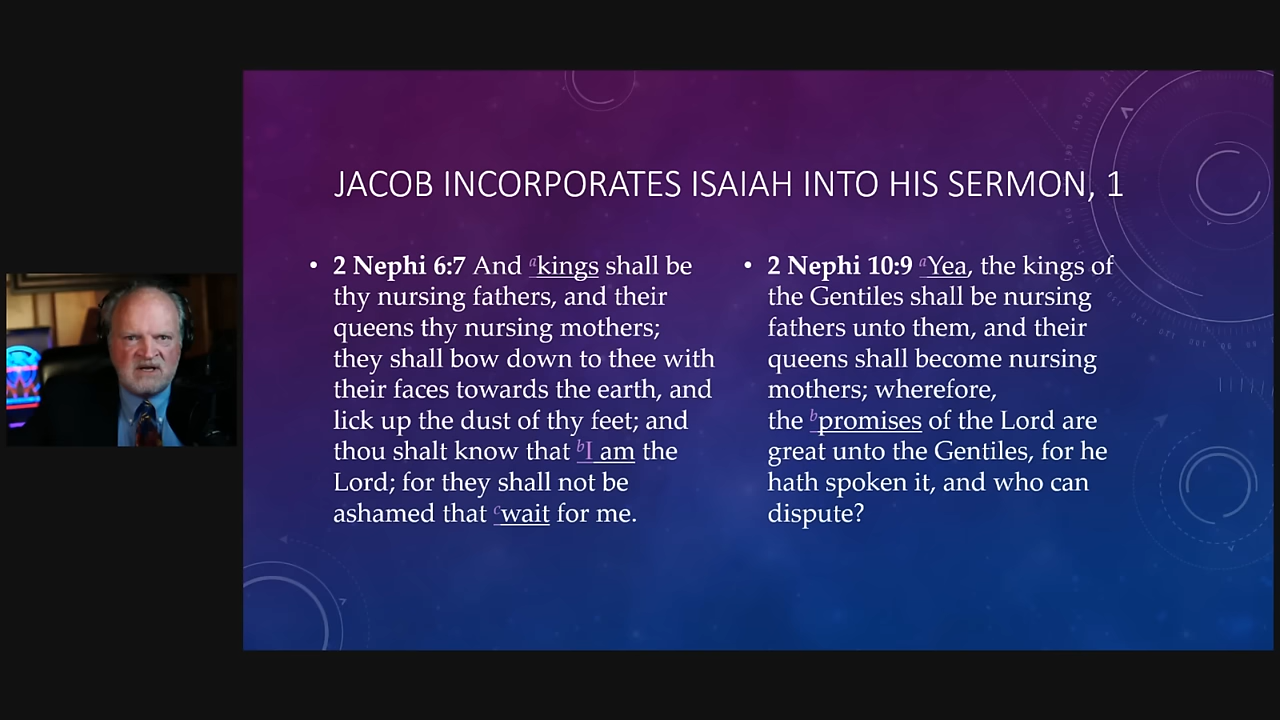 JACOB INCORPORATES ISAIAH INTO HIS SERMON, 1
• 2 Nephi 6:7 And ᵃkings shall be
thy nursing fathers, and their
queens thy nursing mothers;
they shall bow down to thee with
their faces towards the earth, and
lick up the dust of thy feet; and
thou shalt know that ᵇI am the
Lord; for they shall not be
ashamed that ᶜwait for me.
• 2 Nephi 10:9 ᵃYea, the kings of
the Gentiles shall be nursing
fathers unto them, and their
queens shall become nursing
mothers; wherefore,
the ᵇpromises of the Lord are
great unto the Gentiles, for he
hath spoken it, and who can
dispute?